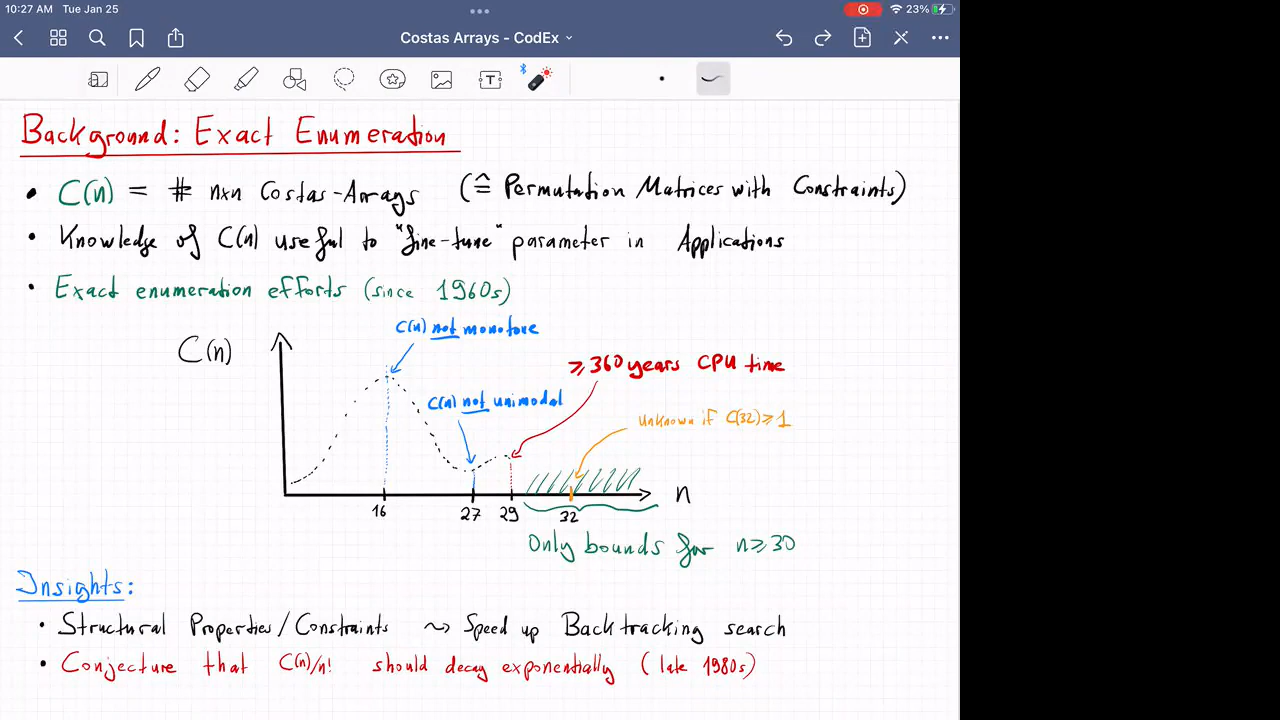 10:27 AM Tue Jan 25
23%
Costas Arrays - CodEx
Background: Exact Enumeration
• C(n) = # n×n Costas-Arrays (≙ Permutation Matrices with Constraints)
• Knowledge of C(n) useful to "fine-tune" parameter in Applications
• Exact enumeration efforts (since 1960s)
C(n) not monotone
C(n)
≥360 years CPU time
C(n) not unimodal
unknown if C(32)≥1
n
16 27 29 32
Only bounds for n≥30
Insights:
• Structural Properties/Constraints ⇝ Speed up Backtracking search
• Conjecture that C(n)/n! should decay exponentially (late 1980s)